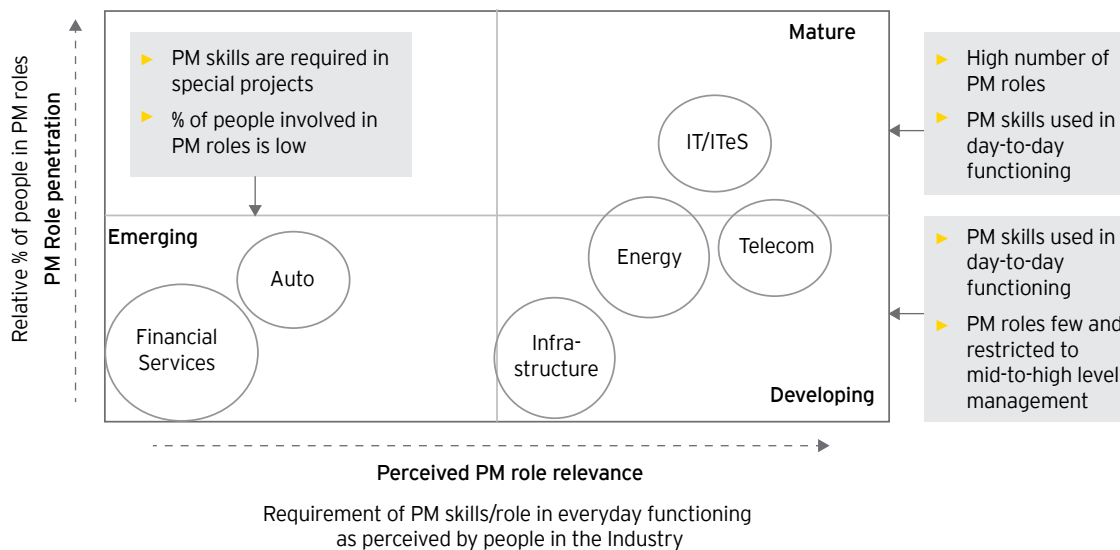 Relative % of people in PM roles
PM Role penetration
PM skills are required in
special projects
% of people involved in
PM roles is low
Mature
IT/ITeS
High number of
PM roles
PM skills used in
day-to-day
functioning
Emerging
Auto
Financial
Services
Energy
Telecom
Infra-
structure
Developing
PM skills used in
day-to-day
functioning
PM roles few and
restricted to
mid-to-high level
management
Perceived PM role relevance
Requirement of PM skills/role in everyday functioning
as perceived by people in the Industry